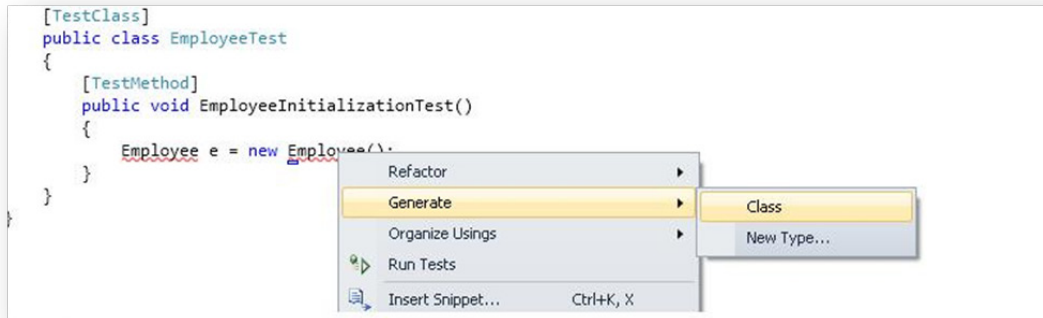 [TestClass]
public class EmployeeTest
{
[TestMethod]
public void EmployeeInitializationTest()
{
Employee e = new Employee();
}
}
}
Refactor
Generate
Organize Usings
Run Tests
Insert Snippet... Ctrl+K, X
Class
New Type...